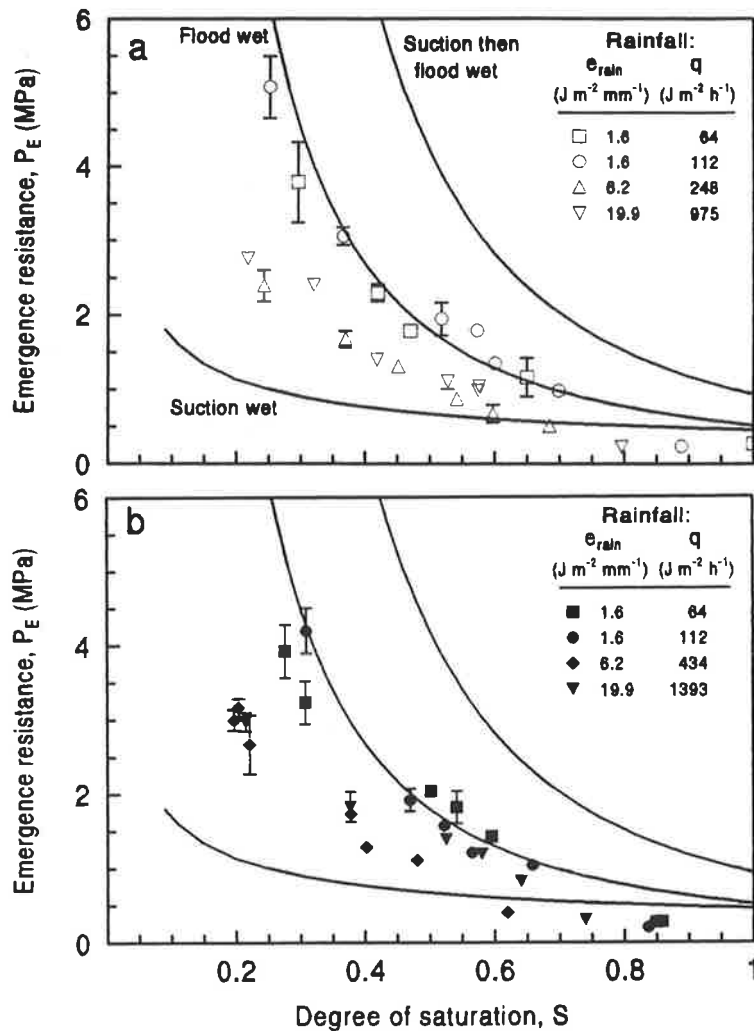 6
a
Flood wet
Suction then
flood wet
Rainfall:
e_rain q
(J m⁻² mm⁻¹) (J m⁻² h⁻¹)
□ 1.6 64
○ 1.6 112
△ 6.2 248
▽ 19.9 975
4
2
Suction wet
0
Emergence resistance, P_E (MPa)
6
b
Rainfall:
e_rain q
(J m⁻² mm⁻¹) (J m⁻² h⁻¹)
■ 1.6 64
● 1.6 112
◆ 6.2 434
▼ 19.9 1393
4
2
0
Emergence resistance, P_E (MPa)
0.2 0.4 0.6 0.8 1
Degree of saturation, S